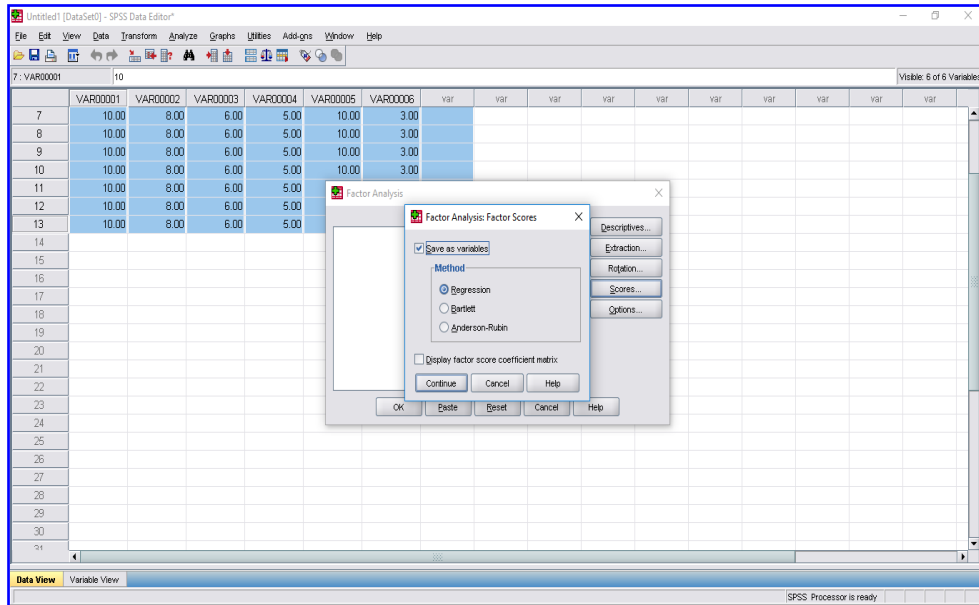 Untitled1 [DataSet0] - SPSS Data Editor*
File Edit View Data Transform Analyze Graphs Utilities Add-ons Window Help
7 : VAR00001 10 Visible: 6 of 6 Variables
VAR00001 VAR00002 VAR00003 VAR00004 VAR00005 VAR00006 var var var var var var var var var var
7 10.00 8.00 6.00 5.00 10.00 3.00
8 10.00 8.00 6.00 5.00 10.00 3.00
9 10.00 8.00 6.00 5.00 10.00 3.00
10 10.00 8.00 6.00 5.00 10.00 3.00
11 10.00 8.00 6.00 5.00
12 10.00 8.00 6.00 5.00
13 10.00 8.00 6.00 5.00
14
15
16
17
18
19
20
21
22
23
24
25
26
27
28
29
30
31
Factor Analysis
Descriptives...
Extraction...
Rotation...
Scores...
Options...
OK Paste Reset Cancel Help
Factor Analysis: Factor Scores
Save as variables
Method
Regression
Bartlett
Anderson-Rubin
Display factor score coefficient matrix
Continue Cancel Help
Data View Variable View
SPSS Processor is ready